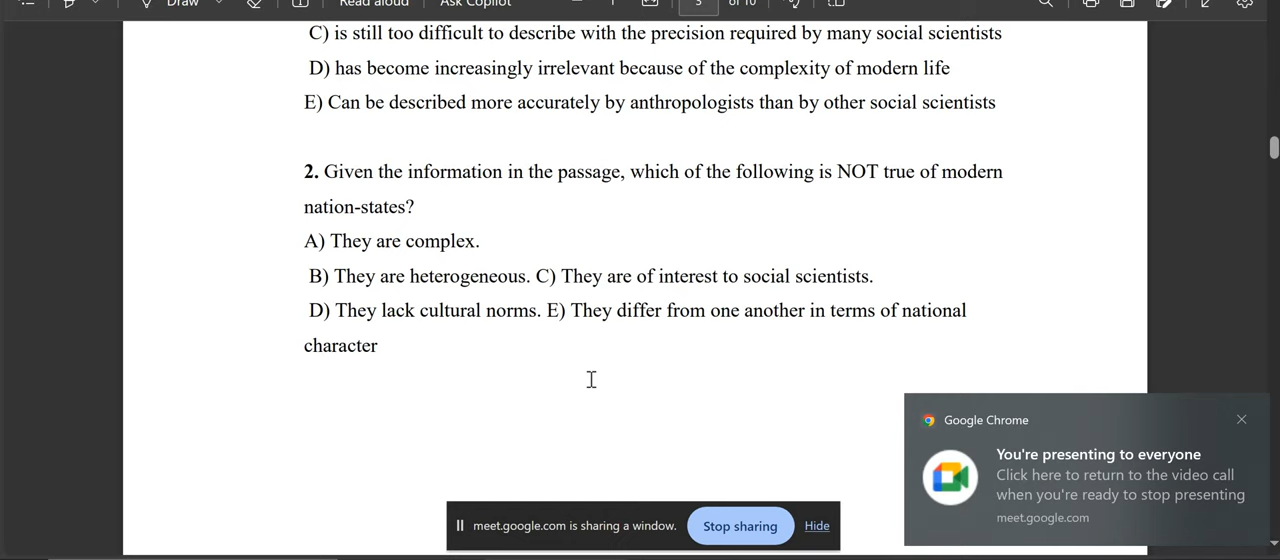 Draw
Read aloud
Ask Copilot
3
of 10
C) is still too difficult to describe with the precision required by many social scientists
D) has become increasingly irrelevant because of the complexity of modern life
E) Can be described more accurately by anthropologists than by other social scientists
2. Given the information in the passage, which of the following is NOT true of modern
nation-states?
A) They are complex.
B) They are heterogeneous. C) They are of interest to social scientists.
D) They lack cultural norms. E) They differ from one another in terms of national
character
Google Chrome
You're presenting to everyone
Click here to return to the video call
when you're ready to stop presenting
meet.google.com
meet.google.com is sharing a window.
Stop sharing
Hide